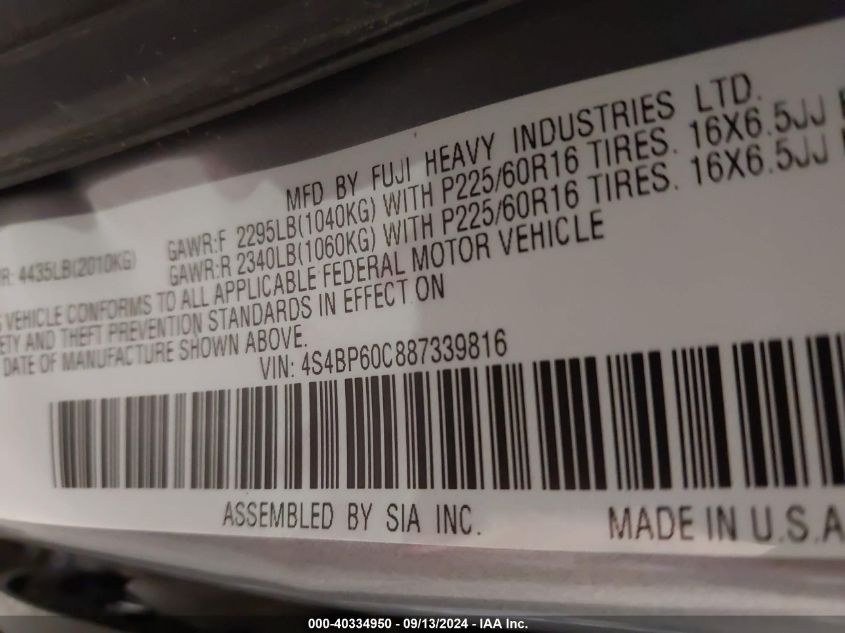 MFD BY FUJI HEAVY INDUSTRIES LTD.
4435LB(2010KG) GAWR:F 2295LB(1040KG) WITH P225/60R16 TIRES. 16X6.5JJ
GAWR:R 2340LB(1060KG) WITH P225/60R16 TIRES. 16X6.5JJ
VEHICLE CONFORMS TO ALL APPLICABLE FEDERAL MOTOR VEHICLE
AND THEFT PREVENTION STANDARDS IN EFFECT ON
DATE OF MANUFACTURE SHOWN ABOVE.
VIN: 4S4BP60C887339816
ASSEMBLED BY SIA INC. MADE IN U.S.A
000-40334950 - 09/13/2024 - IAA Inc.